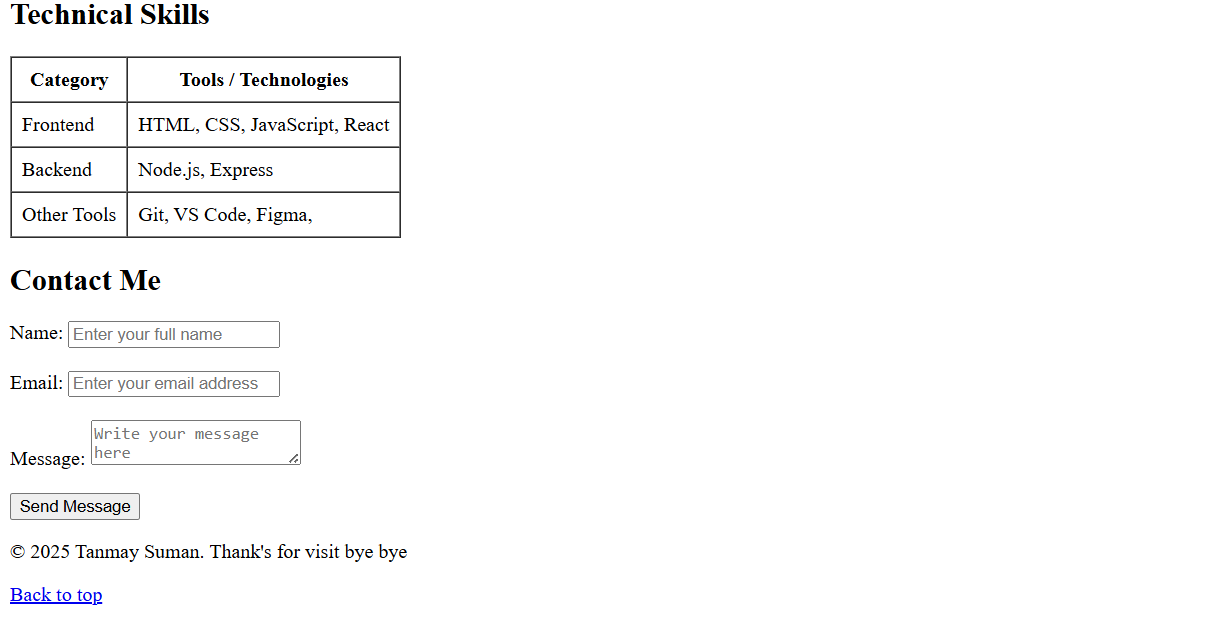 Technical Skills
Category Tools / Technologies
Frontend HTML, CSS, JavaScript, React
Backend Node.js, Express
Other Tools Git, VS Code, Figma,
Contact Me
Name: Enter your full name
Email: Enter your email address
Message: Write your message
here
Send Message
© 2025 Tanmay Suman. Thank's for visit bye bye
Back to top